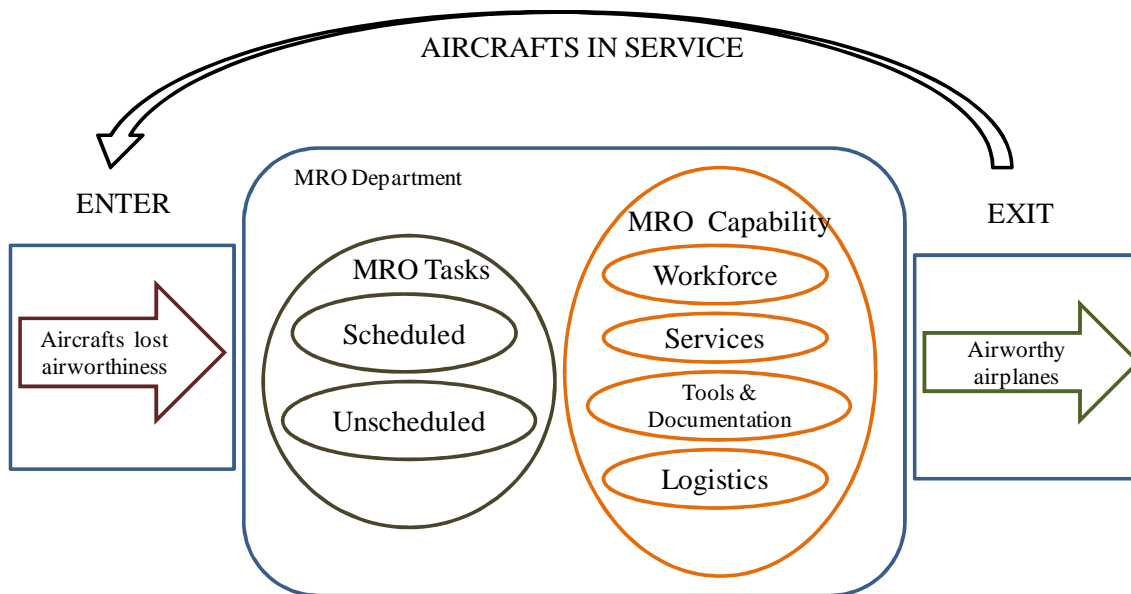 AIRCRAFTS IN SERVICE
ENTER
MRO Department
MRO Tasks
Scheduled
Unscheduled
MRO Capability
Workforce
Services
Tools &
Documentation
Logistics
EXIT
Aircrafts lost
airworthiness
Airworthy
airplanes